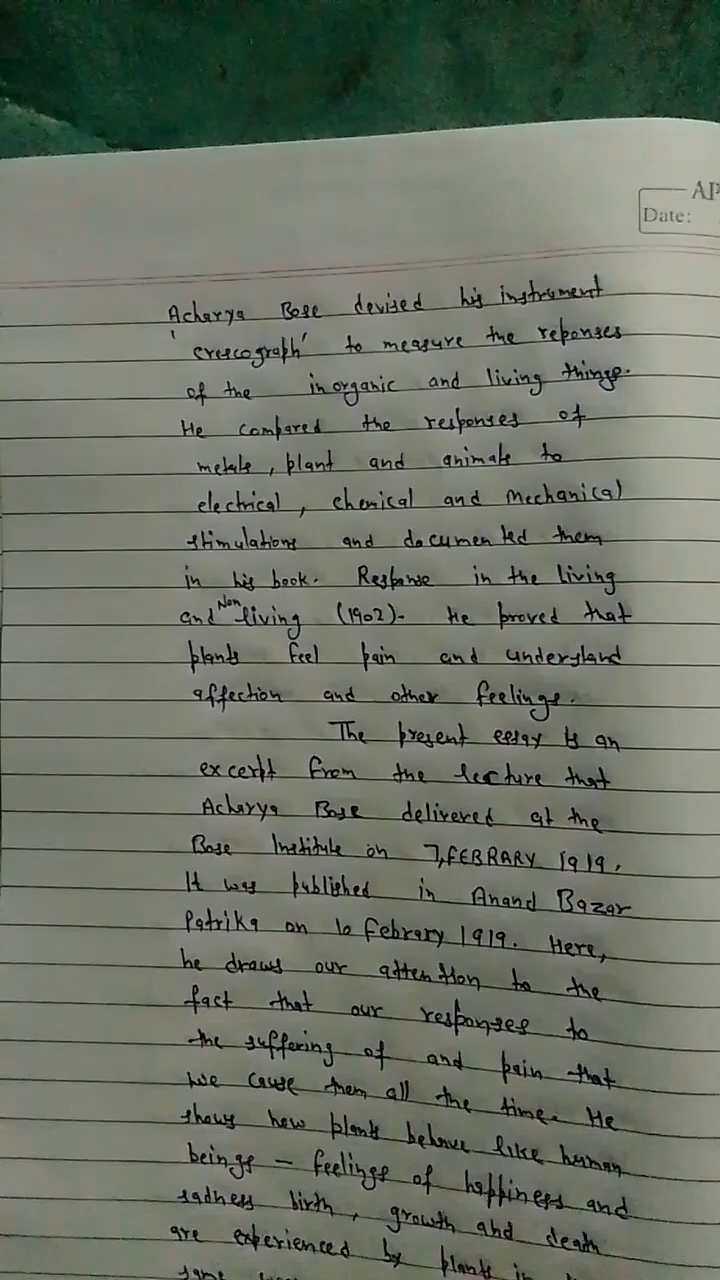 AP
Date:
Acharya Bose devised his instrument
'crescograph' to measure the reponses
of the inorganic and living things.
He compared the responses of
metals, plant and animals to
electrical, chemical and Mechanical
stimulations and documented them
in his book. Response in the living
and Non living (1902). He proved that
plants feel pain and understand
affection and other feelings.
The present essay is an
excerpt from the lecture that
Acharya Bose delivered at the
Bose Institute on 7,FEBRARY 1919.
It was published in Anand Bazar
Patrika on 10 Febrary 1919. Here,
he draws our attention to the
fact that our responses to
the suffering of and pain that
we cause them all the time. He
shows how plants behave like human
beings – feelings of happiness and
sadness birth, growth and death
are experienced by plants in
same